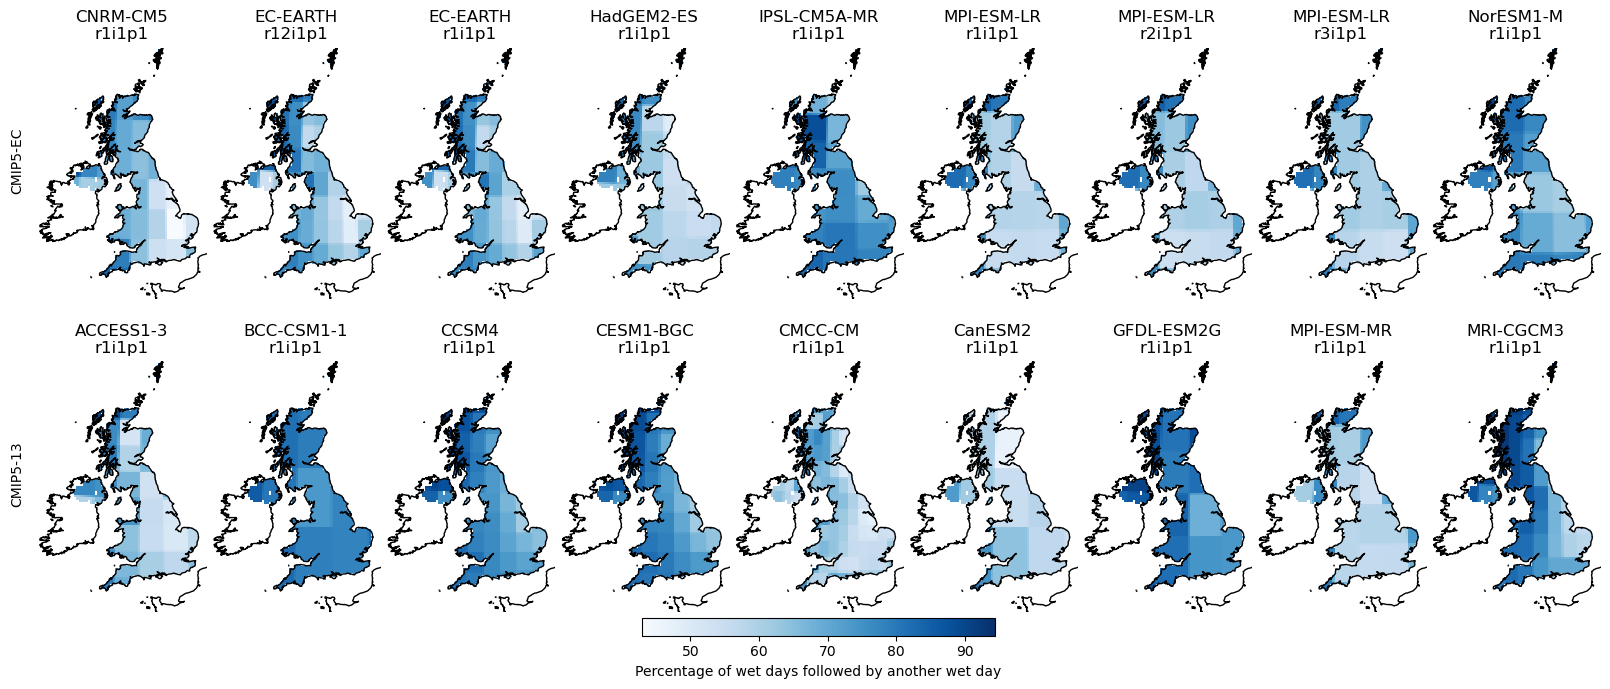 CNRM-CM5 EC-EARTH EC-EARTH HadGEM2-ES IPSL-CM5A-MR MPI-ESM-LR MPI-ESM-LR MPI-ESM-LR NorESM1-M
r1i1p1 r12i1p1 r1i1p1 r1i1p1 r1i1p1 r1i1p1 r2i1p1 r3i1p1 r1i1p1
CMIP5-EC
ACCESS1-3 BCC-CSM1-1 CCSM4 CESM1-BGC CMCC-CM CanESM2 GFDL-ESM2G MPI-ESM-MR MRI-CGCM3
r1i1p1 r1i1p1 r1i1p1 r1i1p1 r1i1p1 r1i1p1 r1i1p1 r1i1p1 r1i1p1
CMIP5-13
50 60 70 80 90
Percentage of wet days followed by another wet day